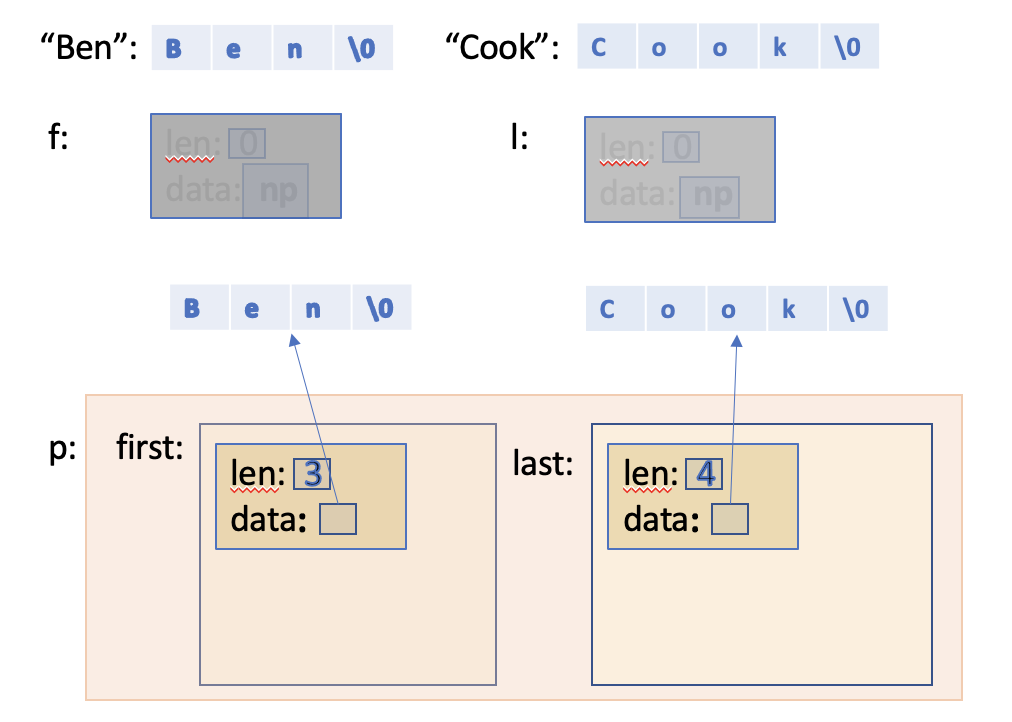 “Ben”: B e n \0 “Cook”: C o o k \0
f: l:
len: 0 len: 0
data: np data: np
B e n \0 C o o k \0
p: first: last:
len: 3 len: 4
data: data: